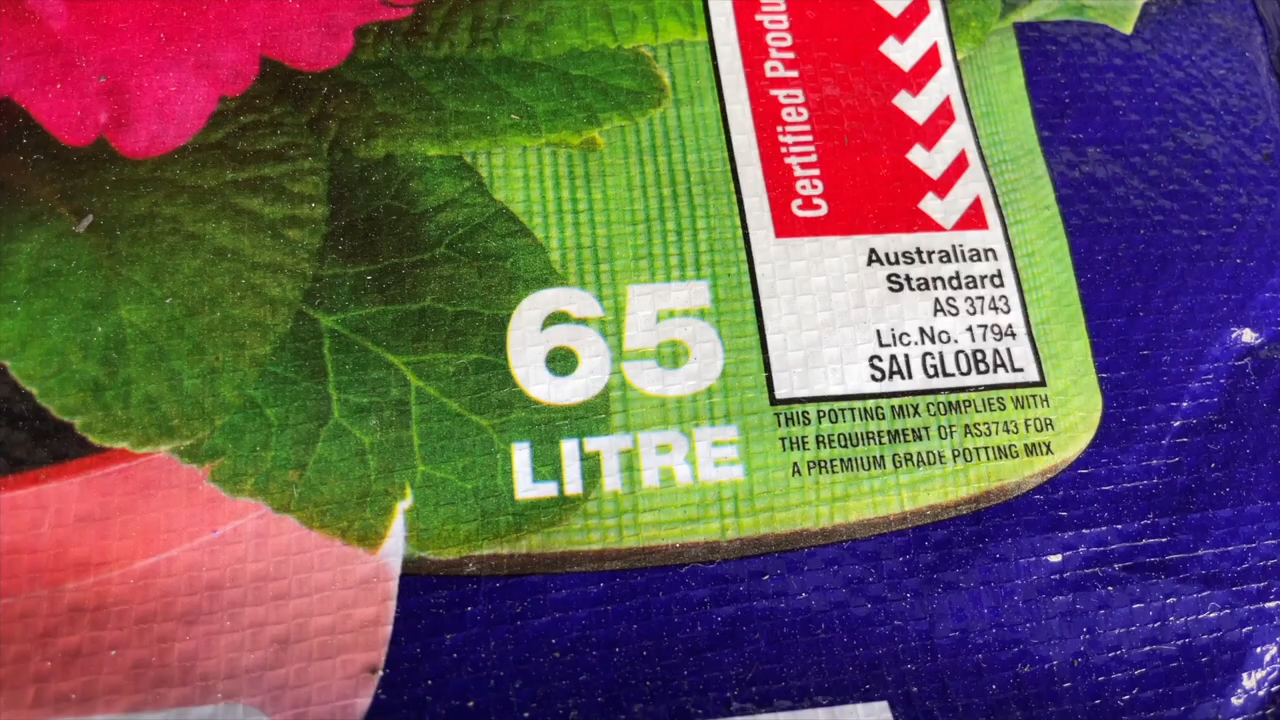 Certified
65
LITRE
Australian
Standard
AS 3743
Lic.No. 1794
SAI GLOBAL
THIS POTTING MIX COMPLIES WITH
THE REQUIREMENT OF AS3743 FOR
A PREMIUM GRADE POTTING MIX